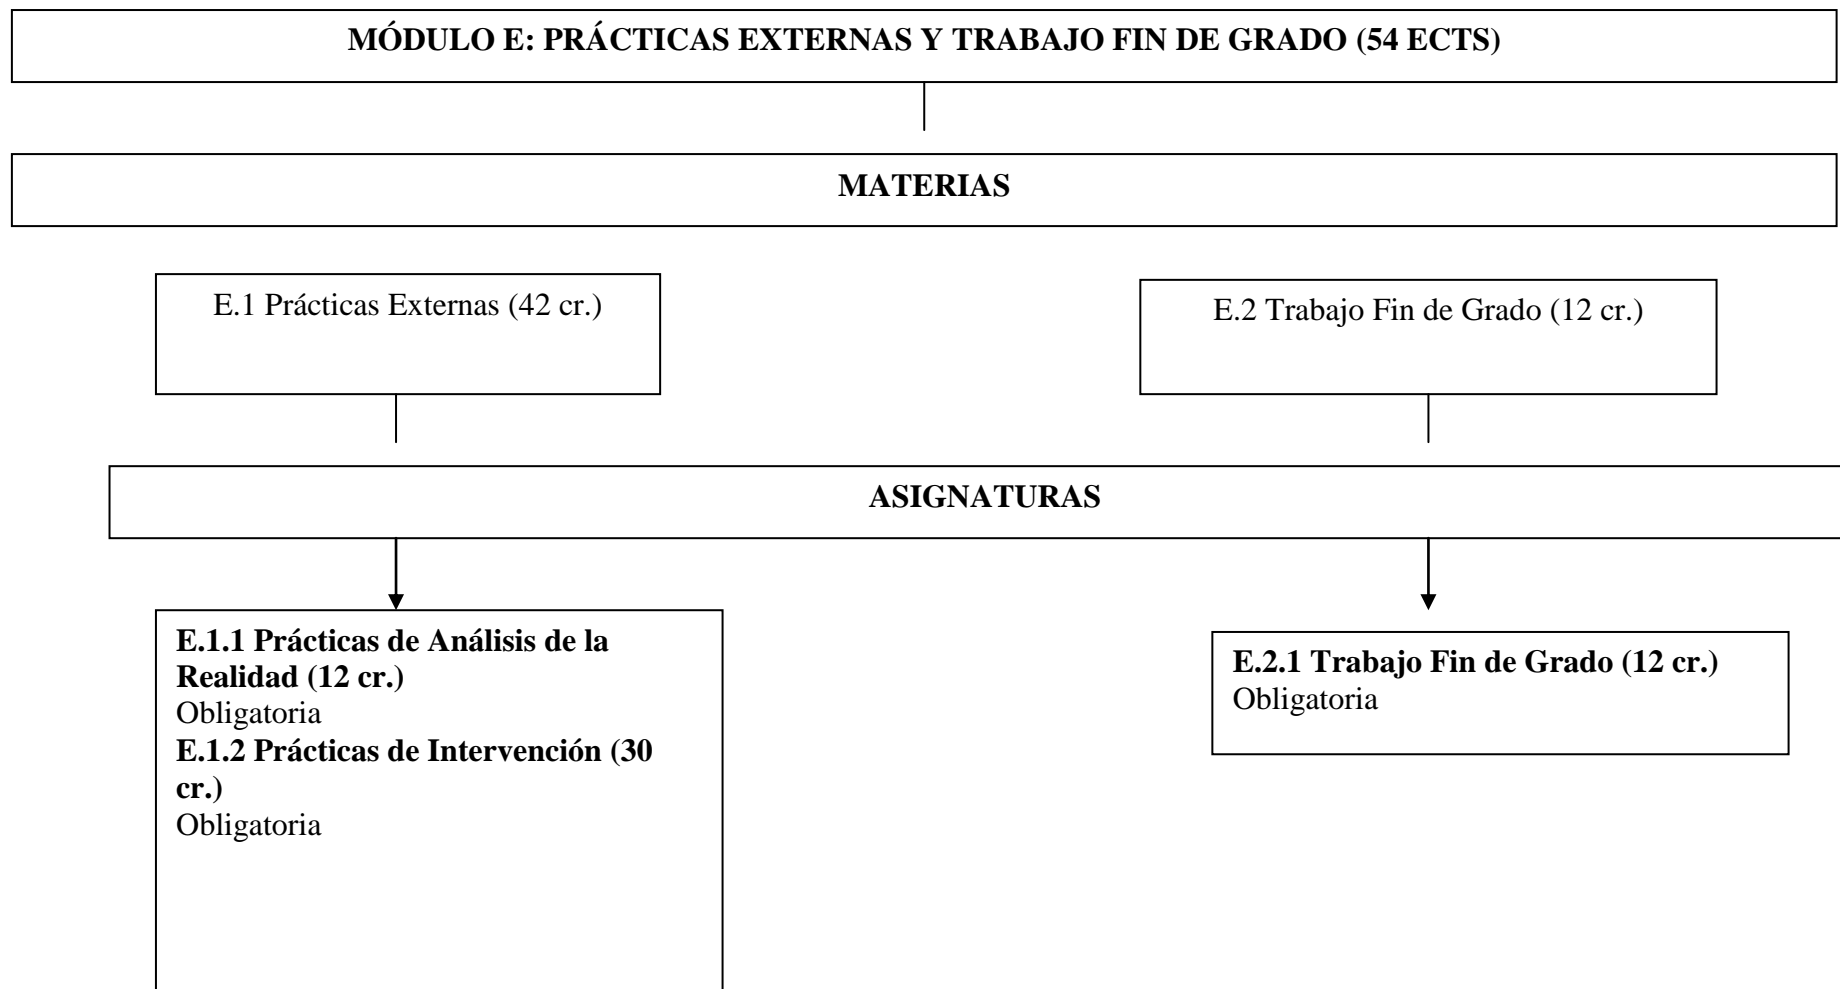 MÓDULO E: PRÁCTICAS EXTERNAS Y TRABAJO FIN DE GRADO (54 ECTS)
MATERIAS
E.1 Prácticas Externas (42 cr.)
E.2 Trabajo Fin de Grado (12 cr.)
ASIGNATURAS
E.1.1 Prácticas de Análisis de la
Realidad (12 cr.)
Obligatoria
E.1.2 Prácticas de Intervención (30
cr.)
Obligatoria
E.2.1 Trabajo Fin de Grado (12 cr.)
Obligatoria